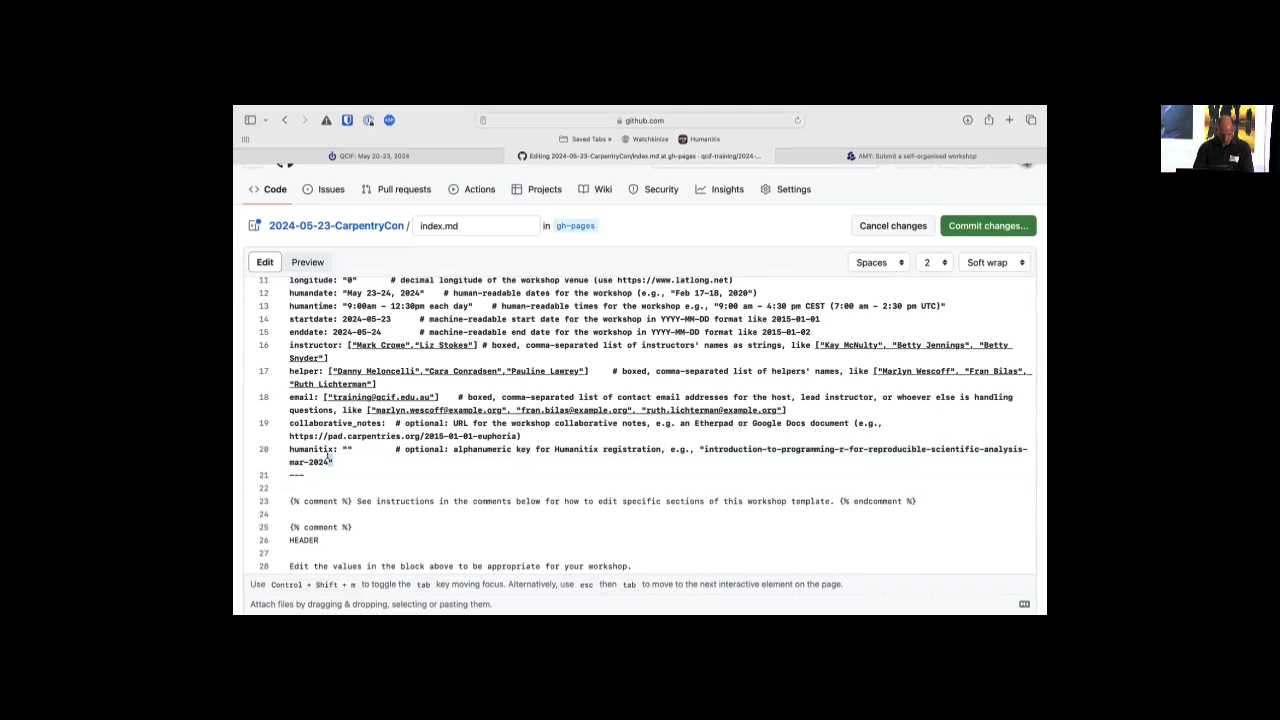 github.com
Saved Tabs
Watchkinize
Humanitix
QCIF: May 20-23, 2024
Editing 2024-05-23-CarpentryCon/index.md at gh-pages · qcif-training/2024-...
AMY: Submit a self-organised workshop
Code
Issues
Pull requests
Actions
Projects
Wiki
Security
Insights
Settings
2024-05-23-CarpentryCon / index.md in gh-pages
Cancel changes
Commit changes...
Edit
Preview
Spaces
2
Soft wrap
11 longitude: "0" # decimal longitude of the workshop venue (use https://www.latlong.net)
12 humandate: "May 23-24, 2024" # human-readable dates for the workshop (e.g., "Feb 17-18, 2020")
13 humantime: "9:00am - 12:30pm each day" # human-readable times for the workshop e.g., "9:00 am - 4:30 pm CEST (7:00 am - 2:30 pm UTC)"
14 startdate: 2024-05-23 # machine-readable start date for the workshop in YYYY-MM-DD format like 2015-01-01
15 enddate: 2024-05-24 # machine-readable end date for the workshop in YYYY-MM-DD format like 2015-01-02
16 instructor: ["Mark Crowe","Liz Stokes"] # boxed, comma-separated list of instructors' names as strings, like ["Kay McNulty", "Betty Jennings", "Betty
Snyder"]
17 helper: ["Danny Meloncelli","Cara Conradsen","Pauline Lawrey"] # boxed, comma-separated list of helpers' names, like ["Marlyn Wescoff", "Fran Bilas",
"Ruth Lichterman"]
18 email: ["training@qcif.edu.au"] # boxed, comma-separated list of contact email addresses for the host, lead instructor, or whoever else is handling
questions, like ["marlyn.wescoff@example.org", "fran.bilas@example.org", "ruth.lichterman@example.org"]
19 collaborative_notes: # optional: URL for the workshop collaborative notes, e.g. an Etherpad or Google Docs document (e.g.,
https://pad.carpentries.org/2015-01-01-euphoria)
20 humanitix: "" # optional: alphanumeric key for Humanitix registration, e.g., "introduction-to-programming-r-for-reproducible-scientific-analysis-
mar-2024"
21 ---
22
23 {% comment %} See instructions in the comments below for how to edit specific sections of this workshop template. {% endcomment %}
24
25 {% comment %}
26 HEADER
27
28 Edit the values in the block above to be appropriate for your workshop.
Use Control + Shift + m to toggle the tab key moving focus. Alternatively, use esc then tab to move to the next interactive element on the page.
Attach files by dragging & dropping, selecting or pasting them.